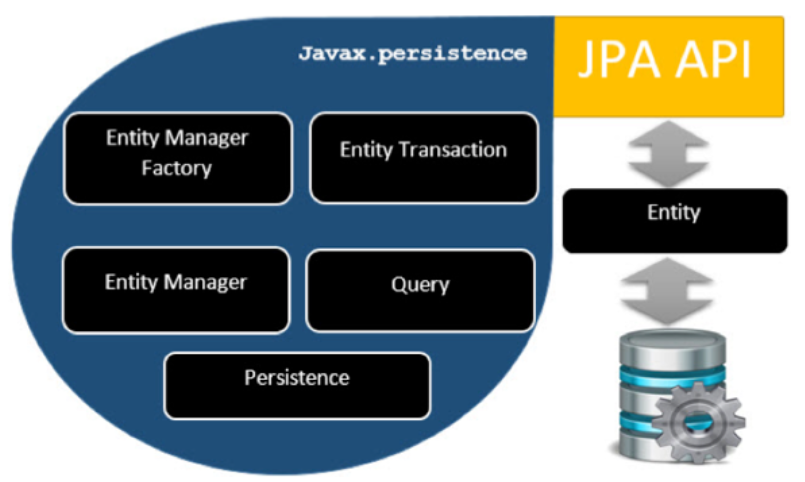 Javax.persistence
JPA API
Entity Manager
Factory
Entity Transaction
Entity
Entity Manager
Query
Persistence